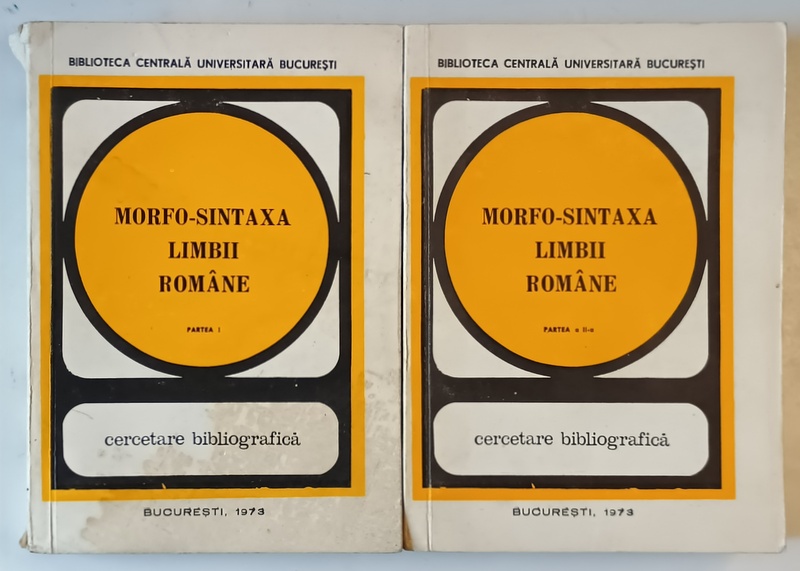 BIBLIOTECA CENTRALĂ UNIVERSITARĂ BUCUREȘTI
MORFO-SINTAXA
LIMBII
ROMÂNE
PARTEA I
cercetare bibliografică
BUCUREȘTI, 1973
BIBLIOTECA CENTRALĂ UNIVERSITARĂ BUCUREȘTI
MORFO-SINTAXA
LIMBII
ROMÂNE
PARTEA a II-a
cercetare bibliografică
BUCUREȘTI, 1973